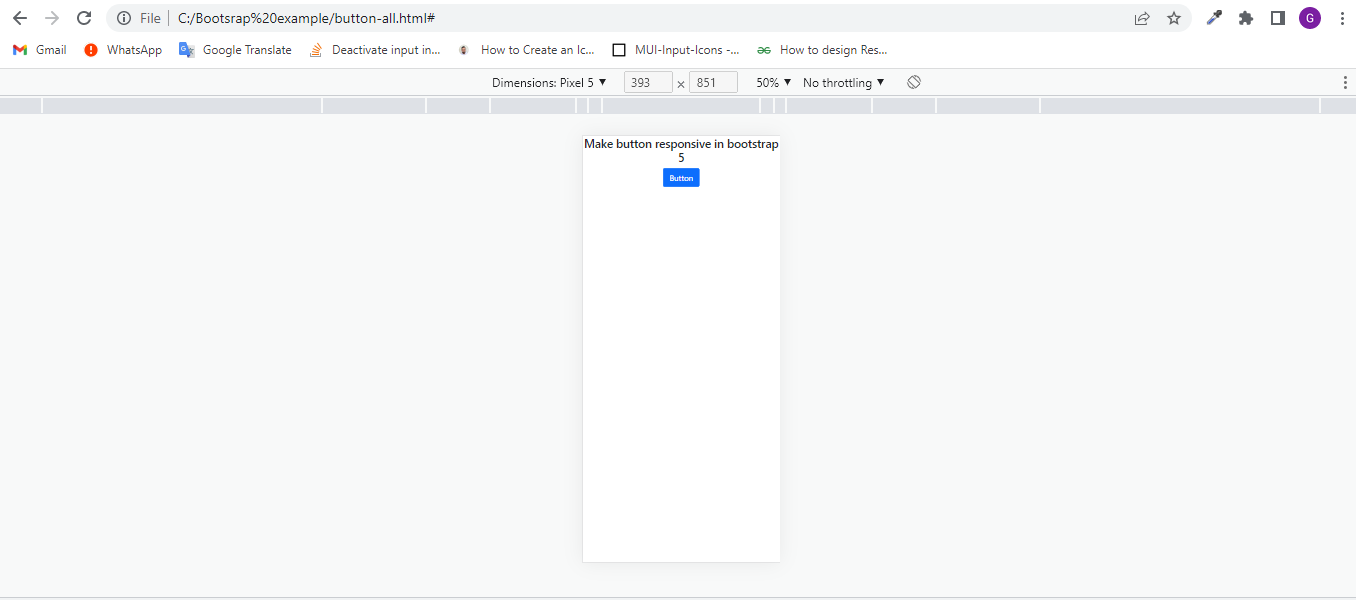 File C:/Bootsrap%20example/button-all.html# G
Gmail WhatsApp Google Translate Deactivate input in... How to Create an Ic... MUI-Input-Icons -... How to design Res...
Dimensions: Pixel 5 393 × 851 50% No throttling
Make button responsive in bootstrap
5
Button